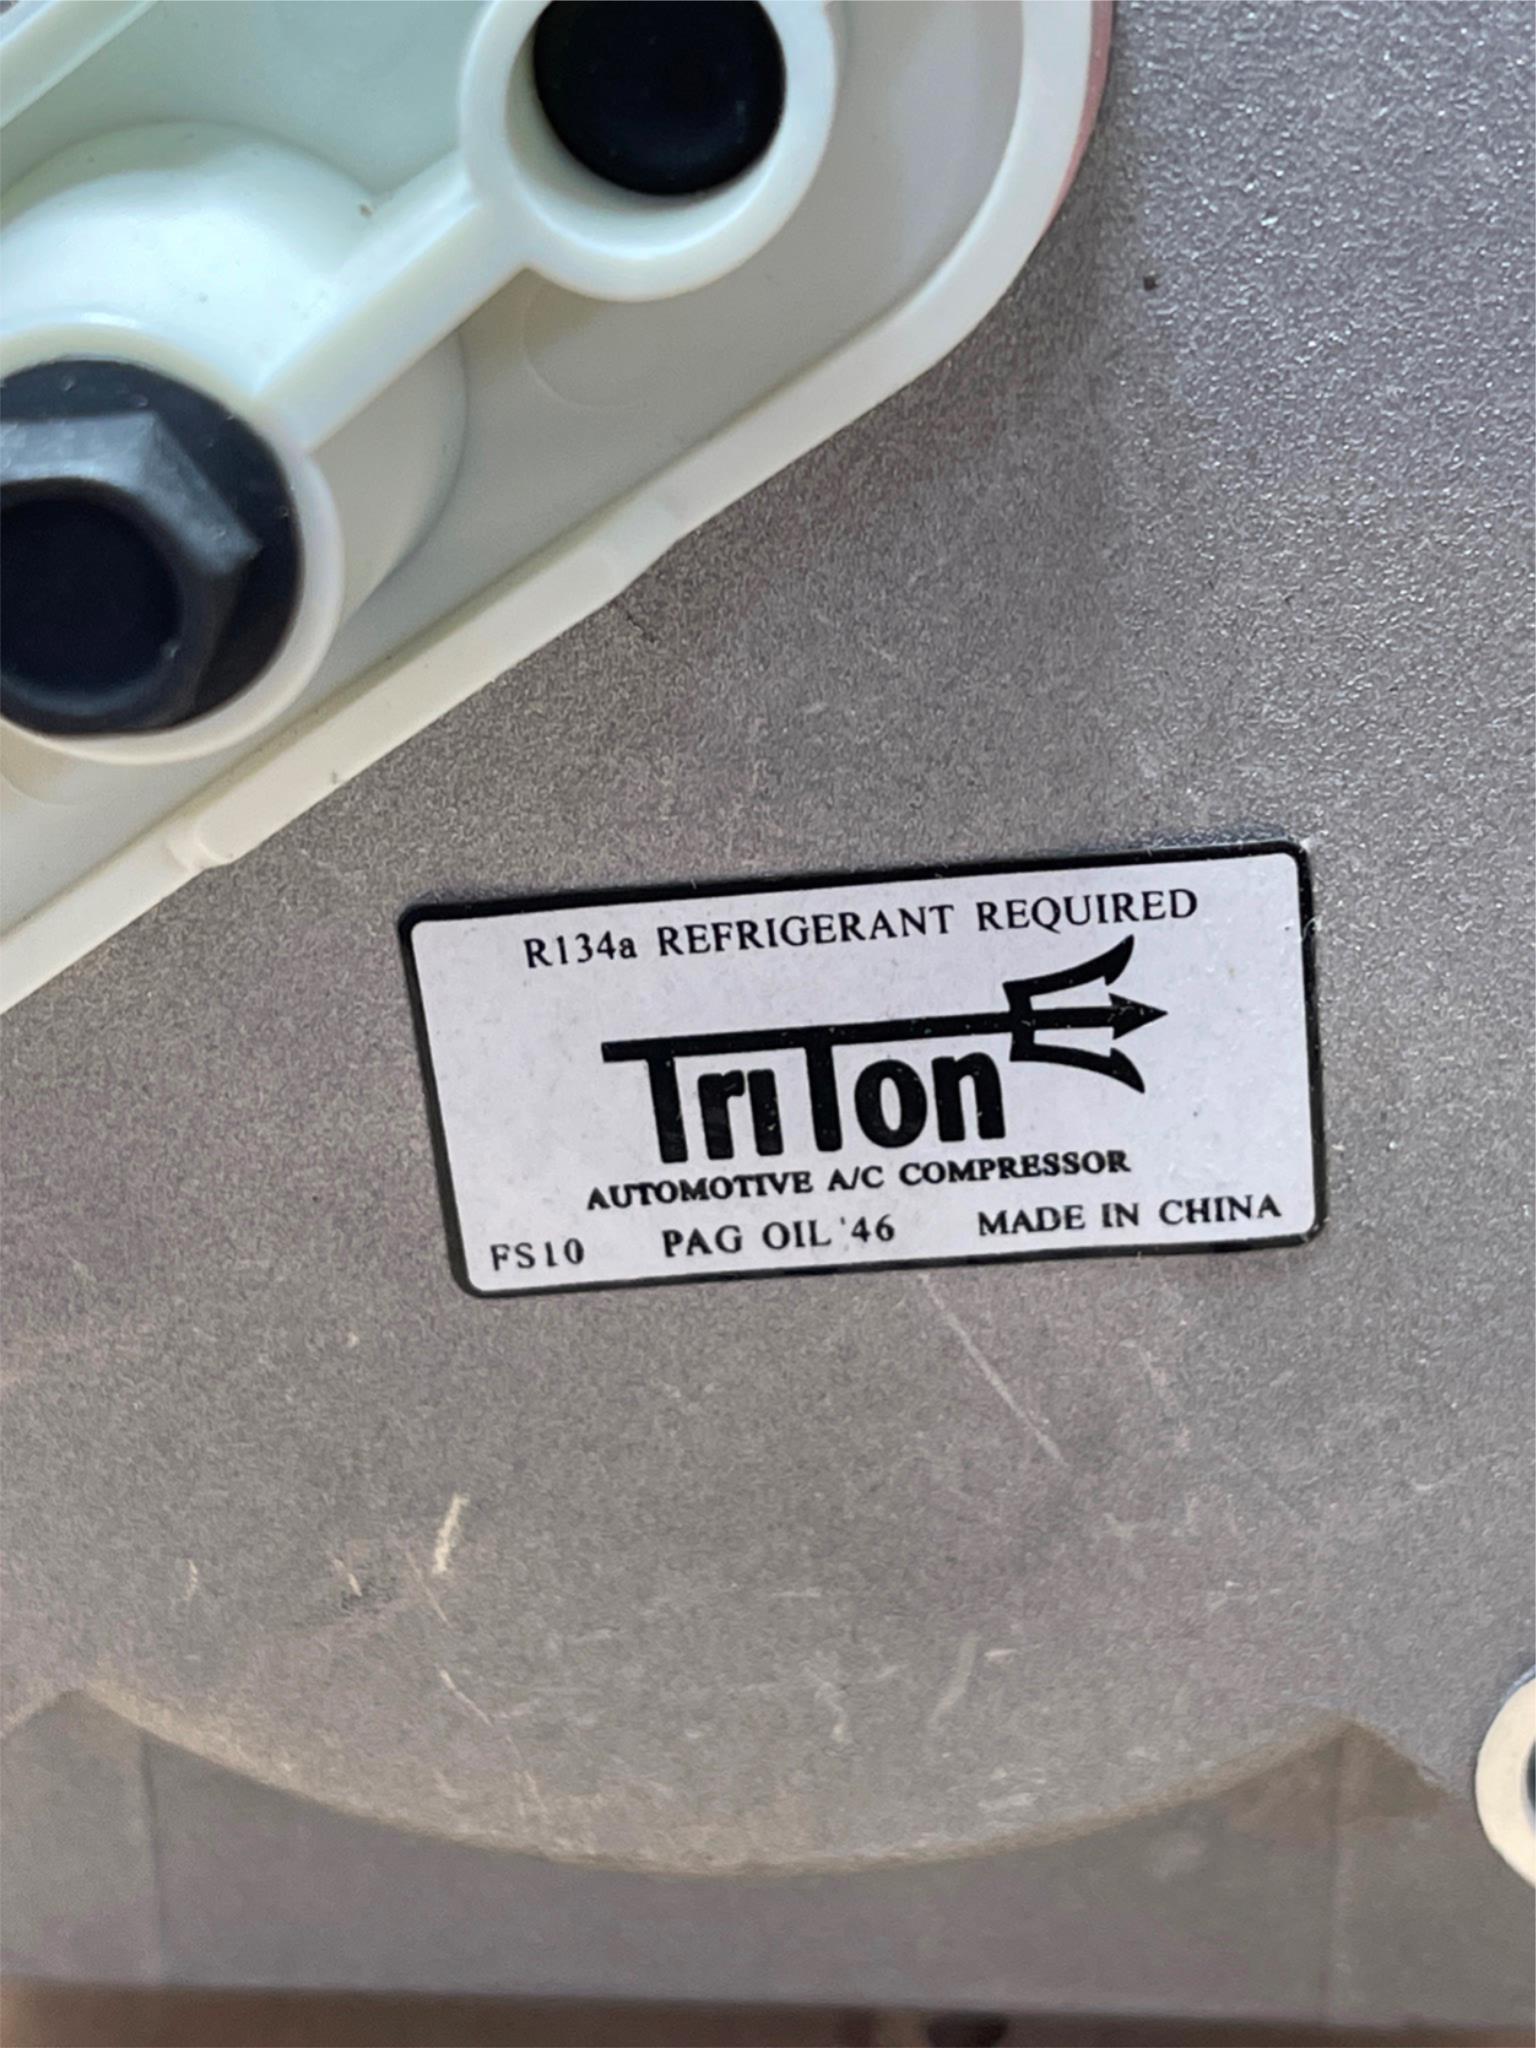 R134a REFRIGERANT REQUIRED
TriTon
AUTOMOTIVE A/C COMPRESSOR
FS10 PAG OIL '46 MADE IN CHINA